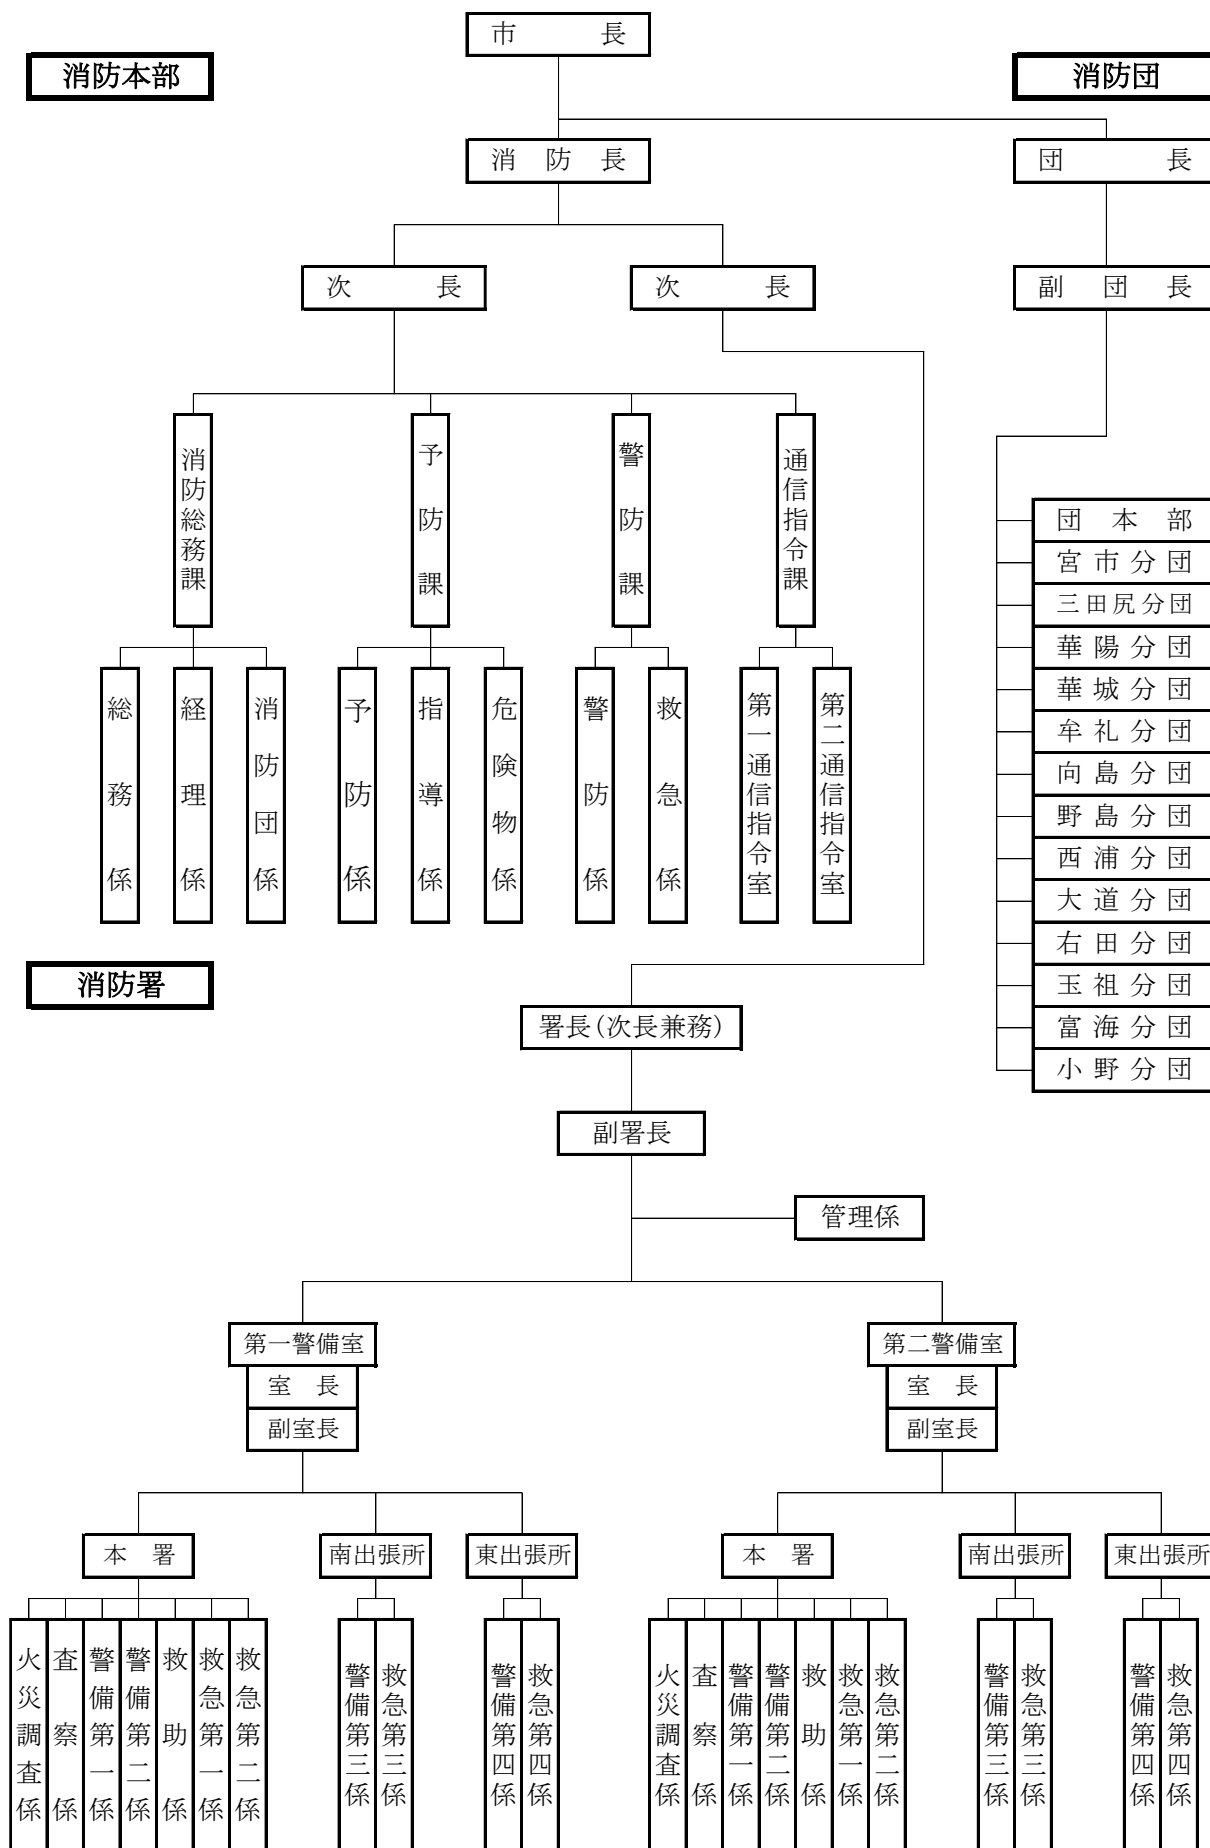 市長
消防本部
消防団
消防長
団長
次長
次長
副団長
消防総務課
予防課
警防課
通信指令課
総務係
経理係
消防団係
予防係
指導係
危険物係
警防係
救急係
第一通信指令室
第二通信指令室
団本部
宮市分団
三田尻分団
華陽分団
華城分団
牟礼分団
向島分団
野島分団
西浦分団
大道分団
右田分団
玉祖分団
富海分団
小野分団
消防署
署長(次長兼務)
副署長
管理係
第一警備室
室長
副室長
第二警備室
室長
副室長
本署
南出張所
東出張所
本署
南出張所
東出張所
火災調査係
査察係
警備第一係
警備第二係
救助係
救急第一係
救急第二係
警備第三係
救急第三係
警備第四係
救急第四係
火災調査係
査察係
警備第一係
警備第二係
救助係
救急第一係
救急第二係
警備第三係
救急第三係
警備第四係
救急第四係